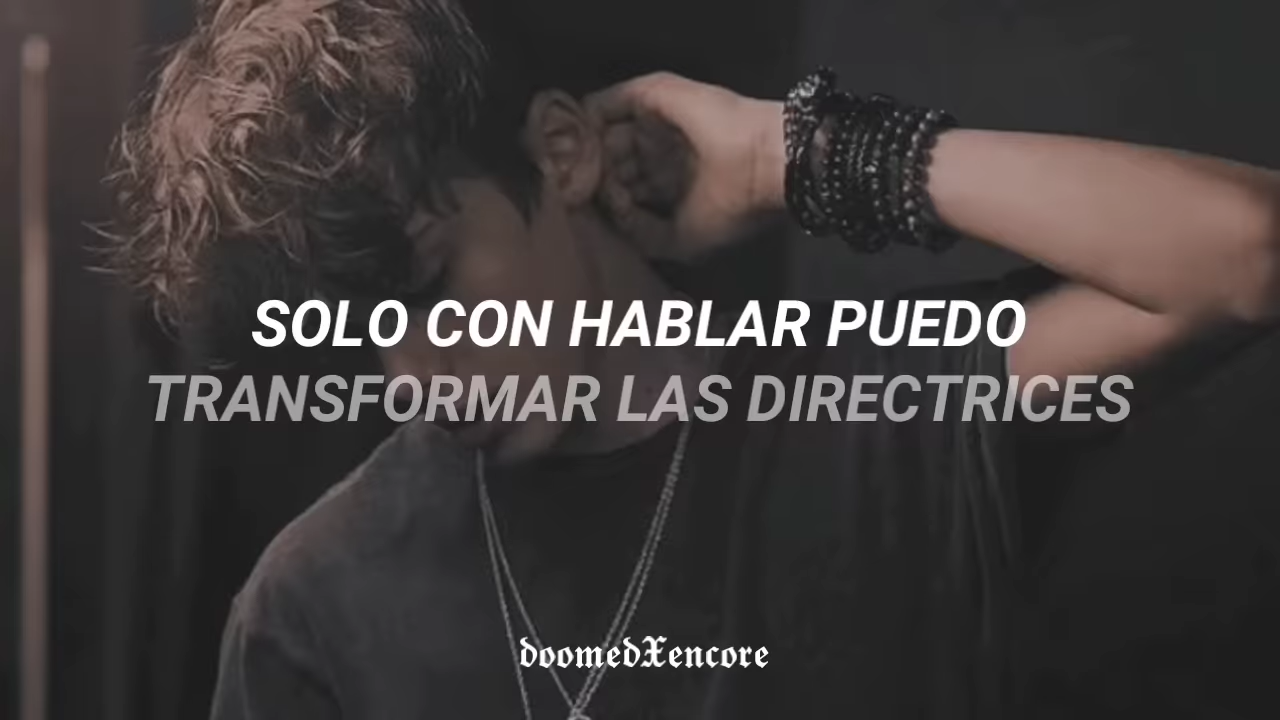 SOLO CON HABLAR PUEDO
TRANSFORMAR LAS DIRECTRICES
doomedXencore